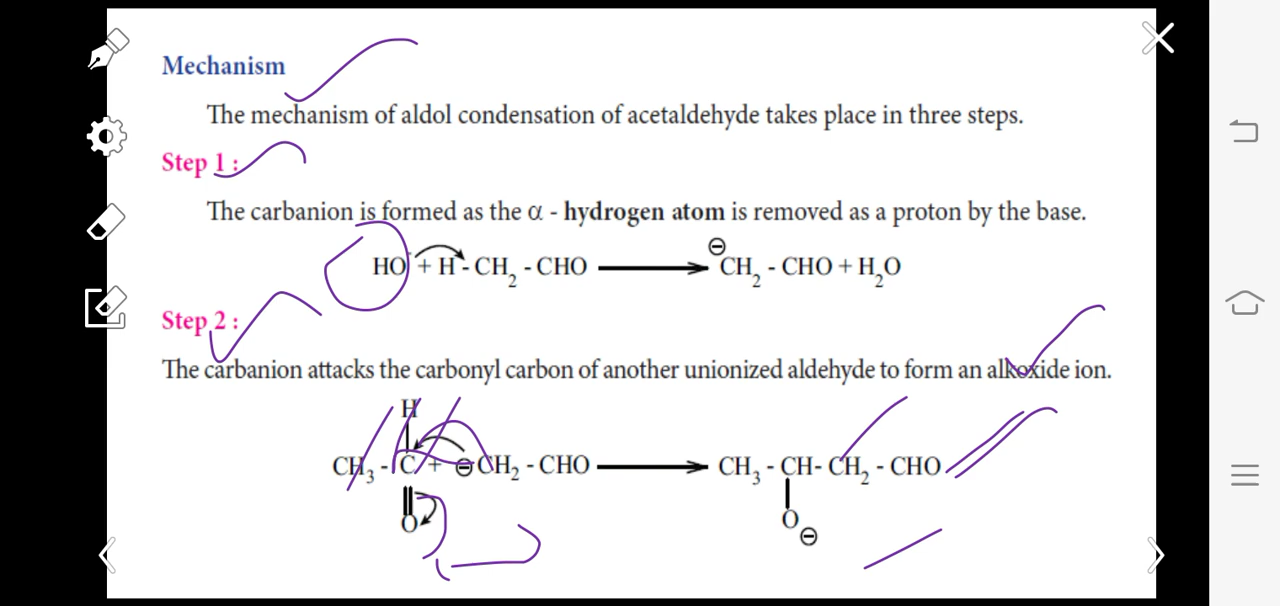 Mechanism
The mechanism of aldol condensation of acetaldehyde takes place in three steps.
Step 1 :
The carbanion is formed as the α - hydrogen atom is removed as a proton by the base.
HO⁻ + H - CH₂ - CHO ⟶ ⊖CH₂ - CHO + H₂O
Step 2 :
The carbanion attacks the carbonyl carbon of another unionized aldehyde to form an alkoxide ion.
H
CH₃ - C + ⊖CH₂ - CHO ⟶ CH₃ - CH- CH₂ - CHO
O O
⊖